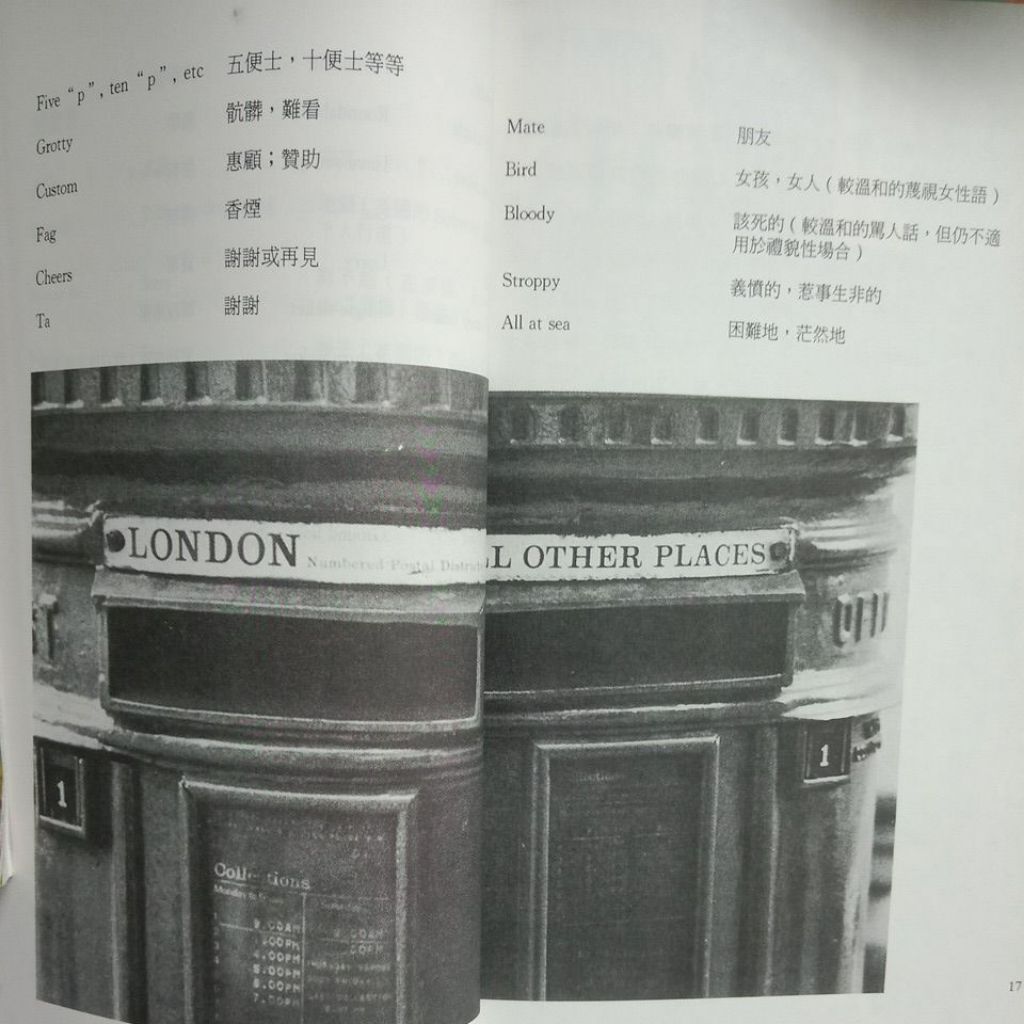 Five “p”, ten “p”, etc 五便士，十便士等等
Grotty 骯髒，難看
Custom 惠顧；贊助
Fag 香煙
Cheers 謝謝或再見
Ta 謝謝
Mate 朋友
Bird 女孩，女人（較溫和的蔑視女性語）
Bloody 該死的（較溫和的罵人話，但仍不適
用於禮貌性場合）
Stroppy 義憤的，惹事生非的
All at sea 困難地，茫然地
LONDON Numbered Postal
L OTHER PLACES
1
1
Collections
4.00PM
5.00PM
17